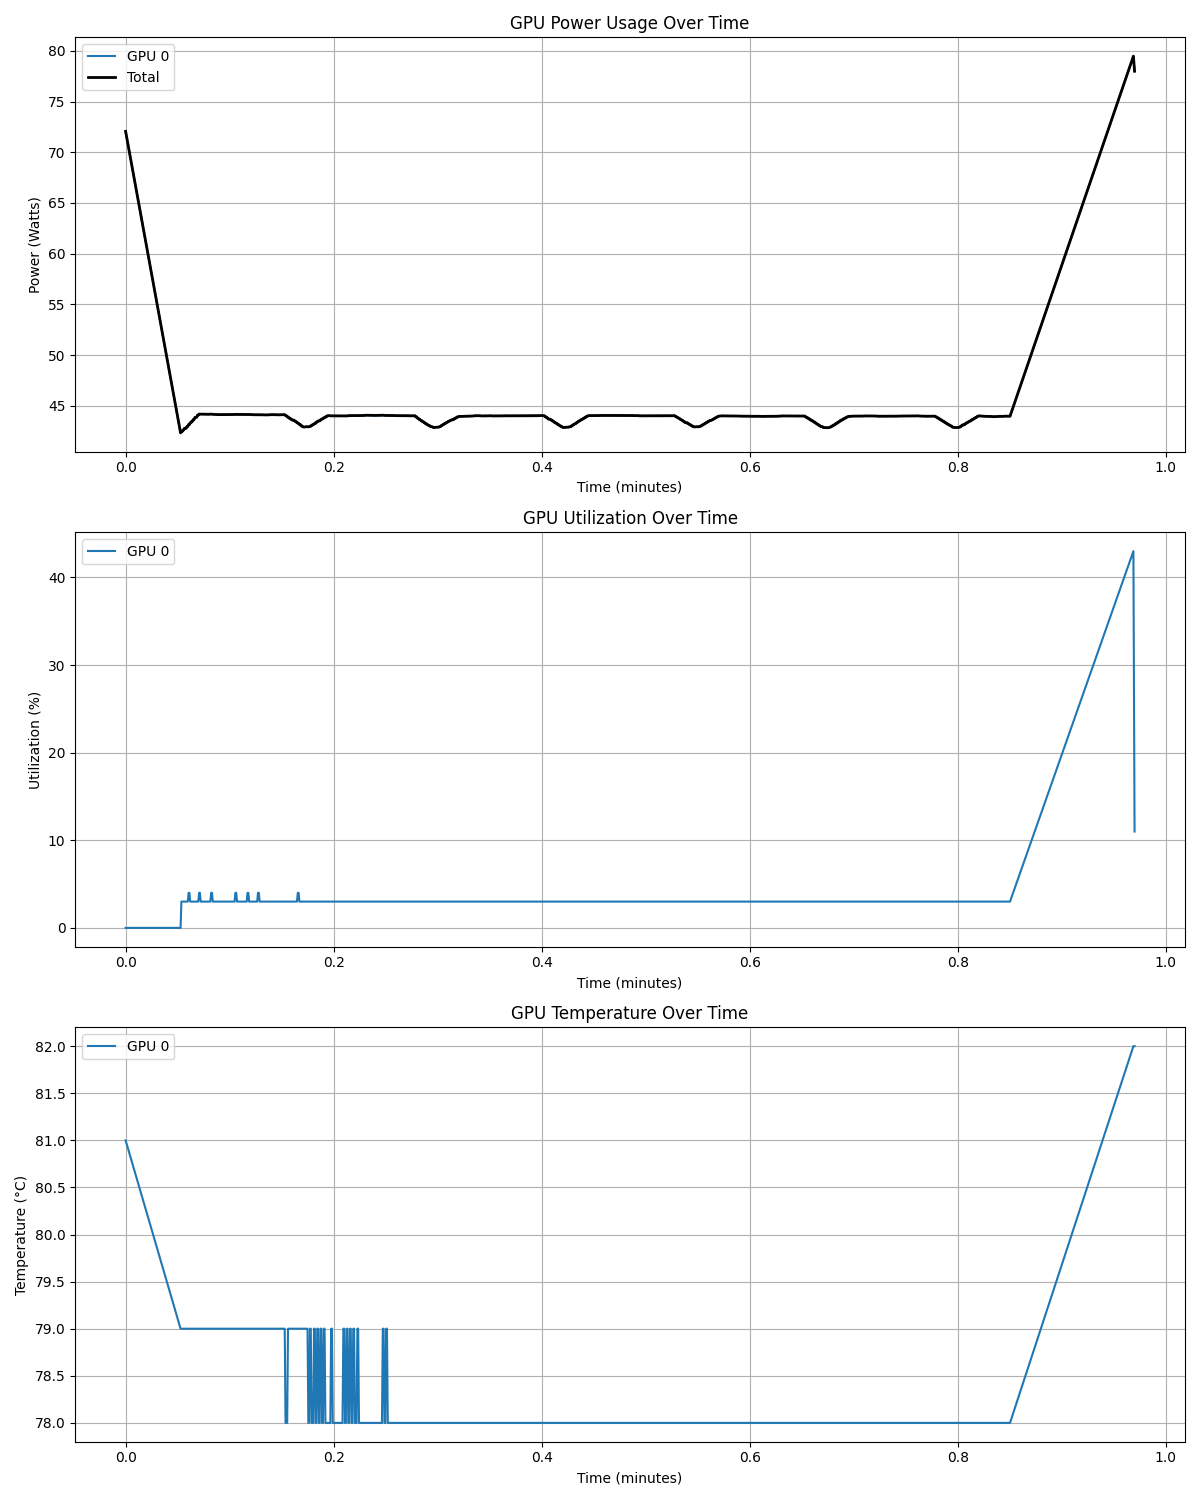 GPU Power Usage Over Time
GPU 0
Total
80
75
70
65
60
55
50
45
Power (Watts)
0.0 0.2 0.4 0.6 0.8 1.0
Time (minutes)
GPU Utilization Over Time
GPU 0
40
30
20
10
0
Utilization (%)
0.0 0.2 0.4 0.6 0.8 1.0
Time (minutes)
GPU Temperature Over Time
GPU 0
82.0
81.5
81.0
80.5
80.0
79.5
79.0
78.5
78.0
Temperature (°C)
0.0 0.2 0.4 0.6 0.8 1.0
Time (minutes)